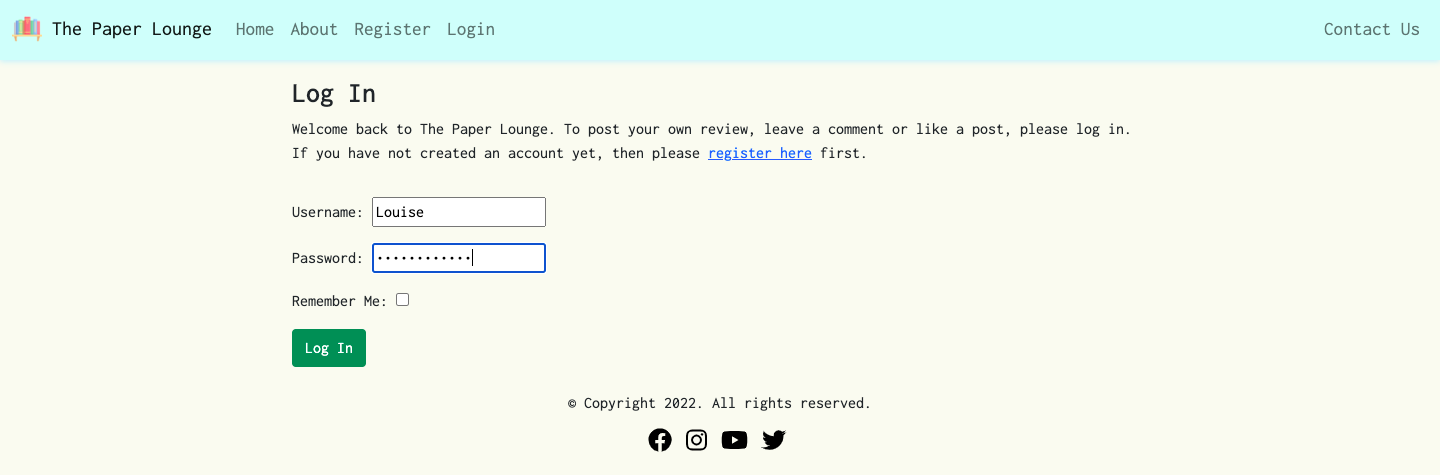 The Paper Lounge Home About Register Login Contact Us
Log In
Welcome back to The Paper Lounge. To post your own review, leave a comment or like a post, please log in.
If you have not created an account yet, then please register here first.
Username: Louise
Password: ••••••••••••
Remember Me:
Log In
© Copyright 2022. All rights reserved.